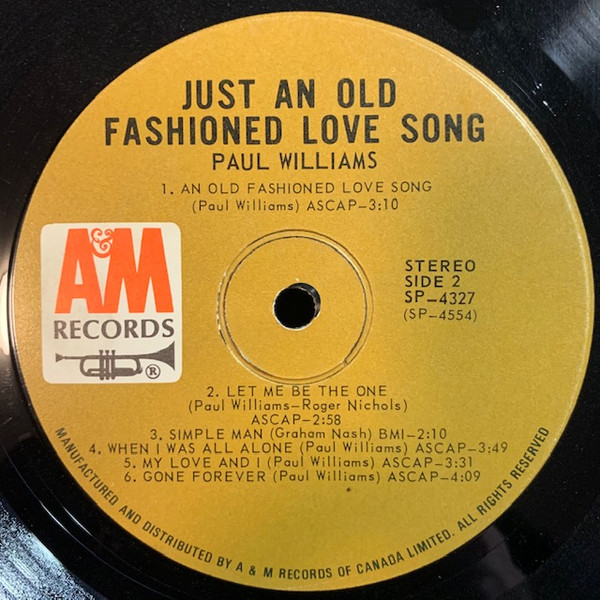 JUST AN OLD
FASHIONED LOVE SONG
PAUL WILLIAMS
1. AN OLD FASHIONED LOVE SONG
(Paul Williams) ASCAP–3:10
A&M
RECORDS
®
STEREO
SIDE 2
SP–4327
(SP–4554)
2. LET ME BE THE ONE
(Paul Williams–Roger Nichols)
ASCAP–2:58
3. SIMPLE MAN (Graham Nash) BMI–2:10
4. WHEN I WAS ALL ALONE (Paul Williams) ASCAP–3:49
5. MY LOVE AND I (Paul Williams) ASCAP–3:31
6. GONE FOREVER (Paul Williams) ASCAP–4:09
MANUFACTURED AND DISTRIBUTED BY A & M RECORDS OF CANADA LIMITED. ALL RIGHTS RESERVED